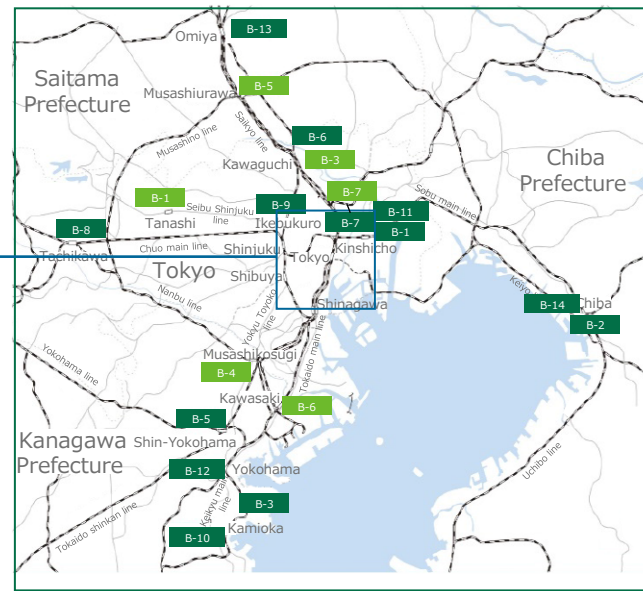 B-13
Omiya
Saitama
Prefecture
B-5
Musashiurawa
Saikyo line
Musashino line
B-6
B-3
Kawaguchi
Chiba
Prefecture
B-1
B-7
Sobu main line
Seibu Shinjuku
line
B-9
B-11
Tanashi
Ikebukuro
B-7
B-1
B-8
Kinshicho
Tachikawa
Chuo main line
Shinjuku
Tokyo
Tokyo
Shibuya
Nanbu line
Keiyo
B-14
Chiba
B-2
Shinagawa
Yokyu Toyoko
line
Tokaido main line
Yokohama line
Musashikosugi
B-4
Kawasaki
B-6
B-5
Kanagawa
Prefecture
Shin-Yokohama
B-12
Yokohama
Uchibo line
Keikyu main
line
B-3
Kamioka
Tokaido shinkan line
B-10